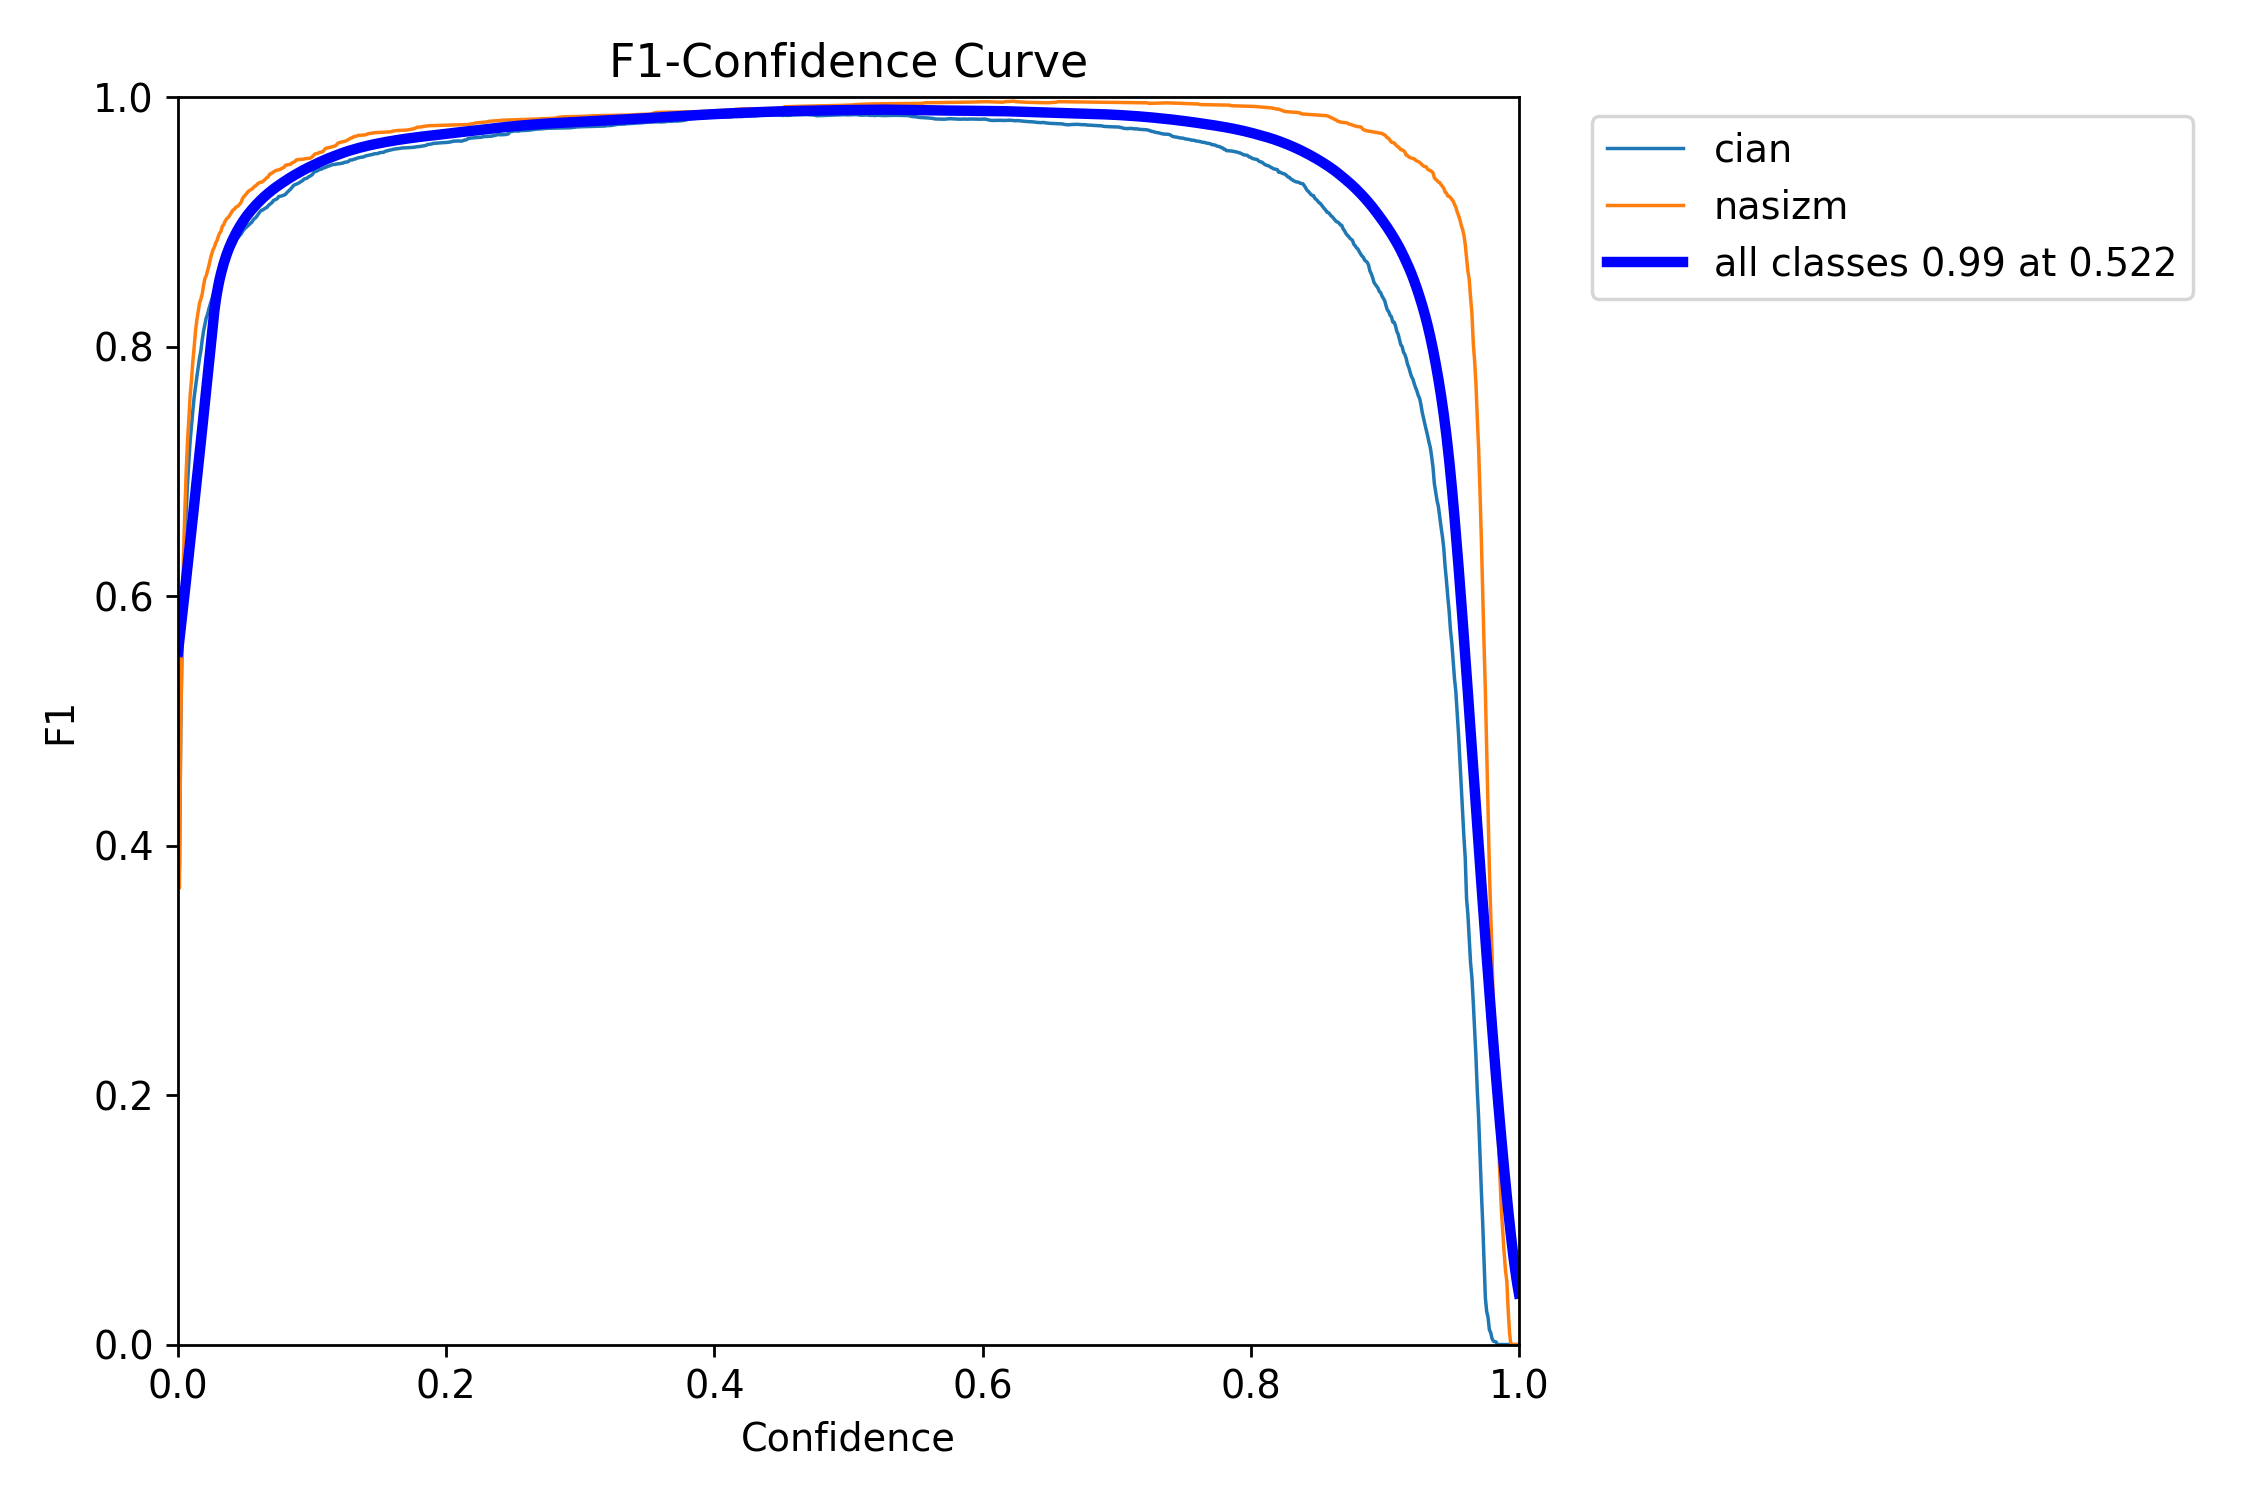 F1-Confidence Curve
1.0
0.8
0.6
0.4
0.2
0.0
F1
0.0 0.2 0.4 0.6 0.8 1.0
Confidence
cian
nasizm
all classes 0.99 at 0.522